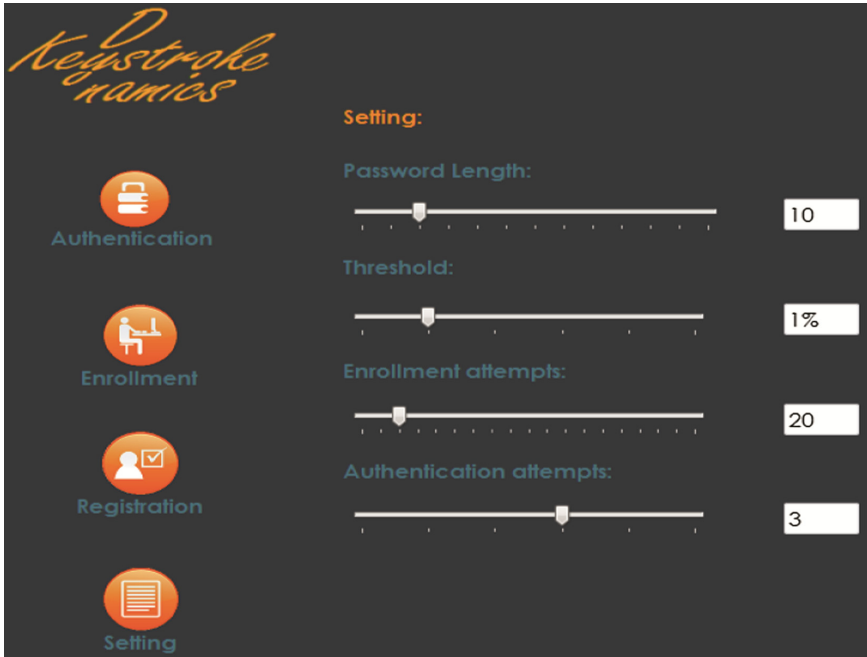 D
Keystroke
namics
Setting:
Password Length:
10
Authentication
Threshold:
1%
Enrollment attempts:
Enrollment
20
Authentication attempts:
Registration
3
Setting